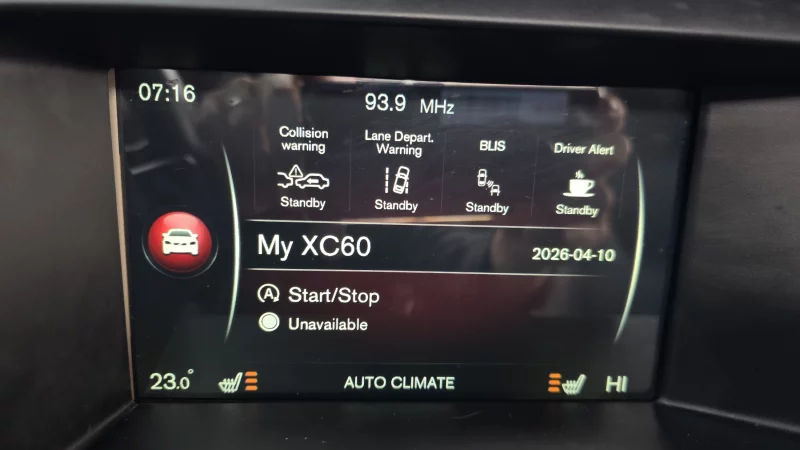 07:16
93.9 MHz
Collision warning
Lane Depart. Warning
BLIS
Driver Alert
Standby
Standby
Standby
Standby
My XC60
2026-04-10
A Start/Stop
Unavailable
23.0°
AUTO CLIMATE
HI